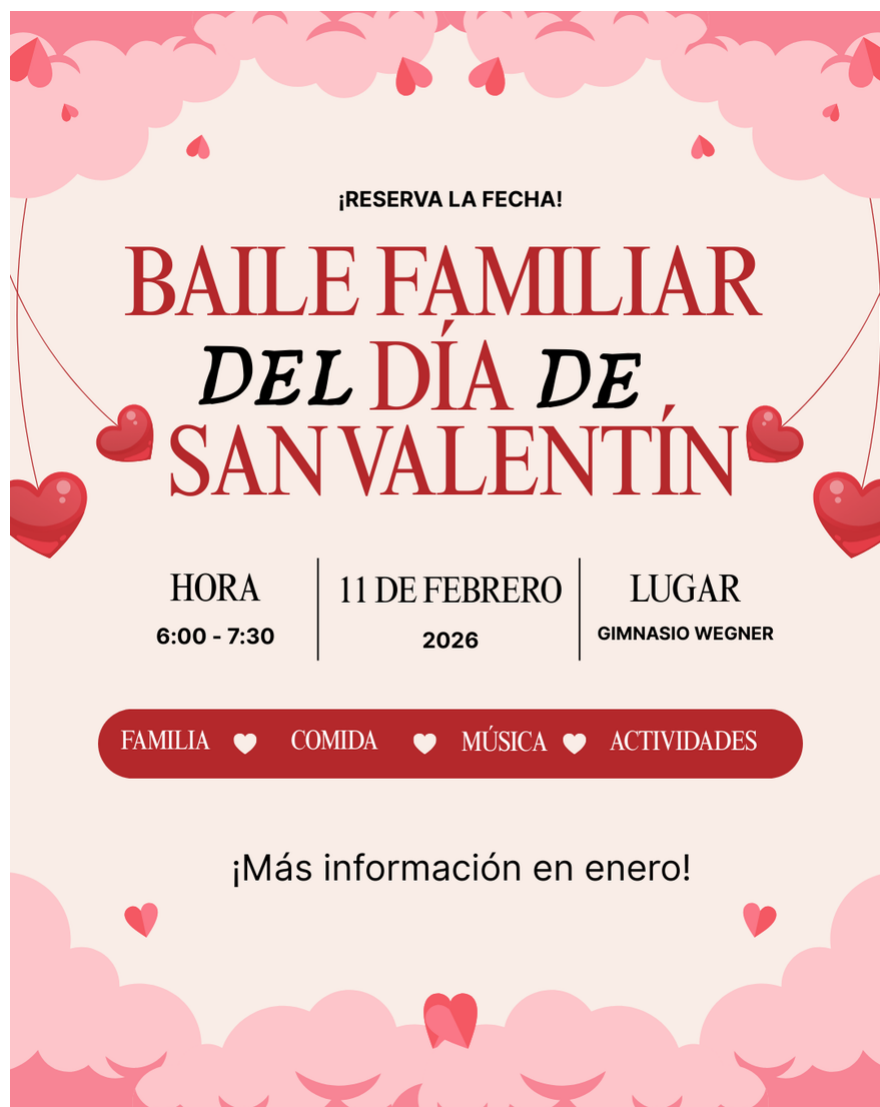 ¡RESERVA LA FECHA!
BAILE FAMILIAR
DEL DÍA DE
SAN VALENTÍN
HORA
6:00 - 7:30
11 DE FEBRERO
2026
LUGAR
GIMNASIO WEGNER
FAMILIA COMIDA MÚSICA ACTIVIDADES
¡Más información en enero!